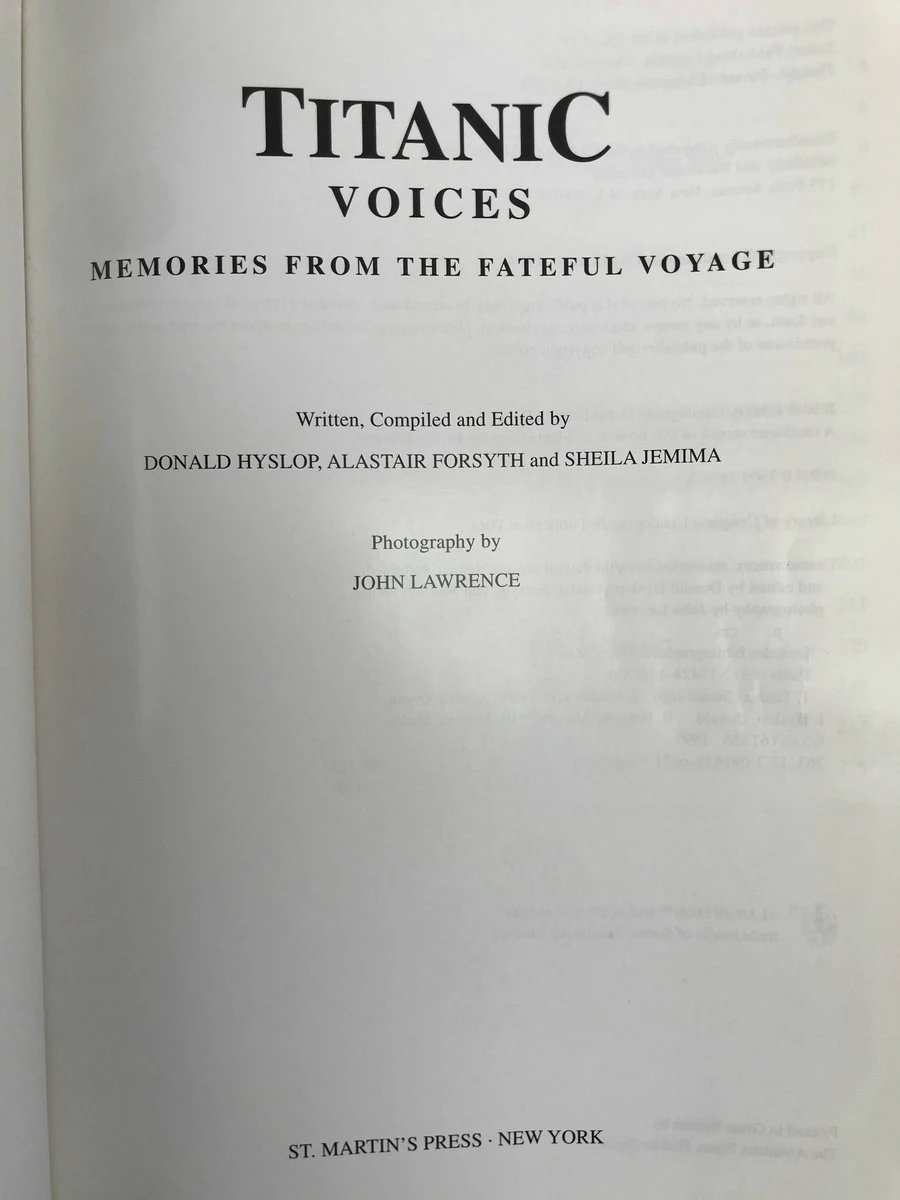 TITANIC
VOICES
MEMORIES FROM THE FATEFUL VOYAGE
Written, Compiled and Edited by
DONALD HYSLOP, ALASTAIR FORSYTH and SHEILA JEMIMA
Photography by
JOHN LAWRENCE
ST. MARTIN'S PRESS · NEW YORK